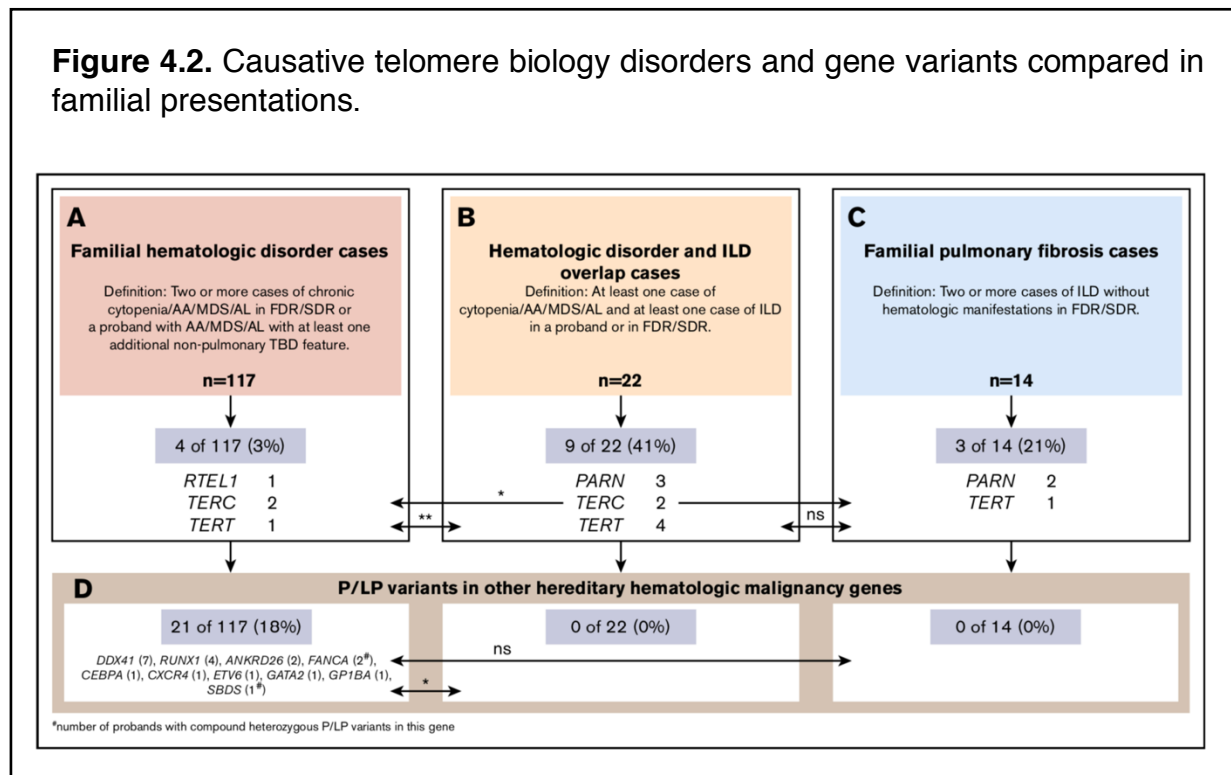 Figure 4.2. Causative telomere biology disorders and gene variants compared in
familial presentations.
A
Familial hematologic disorder cases
Definition: Two or more cases of chronic
cytopenia/AA/MDS/AL in FDR/SDR or
a proband with AA/MDS/AL with at least one
additional non-pulmonary TBD feature.
n=117
4 of 117 (3%)
RTEL1 1
TERC 2
TERT 1
B
Hematologic disorder and ILD
overlap cases
Definition: At least one case of
cytopenia/AA/MDS/AL and at least one case of ILD
in a proband or in FDR/SDR.
n=22
9 of 22 (41%)
PARN 3
TERC 2
TERT 4
C
Familial pulmonary fibrosis cases
Definition: Two or more cases of ILD without
hematologic manifestations in FDR/SDR.
n=14
3 of 14 (21%)
PARN 2
TERT 1
*
**
ns
D
P/LP variants in other hereditary hematologic malignancy genes
21 of 117 (18%)
DDX41 (7), RUNX1 (4), ANKRD26 (2), FANCA (2#),
CEBPA (1), CXCR4 (1), ETV6 (1), GATA2 (1), GP1BA (1),
SBDS (1#)
0 of 22 (0%)
0 of 14 (0%)
ns
*
#number of probands with compound heterozygous P/LP variants in this gene